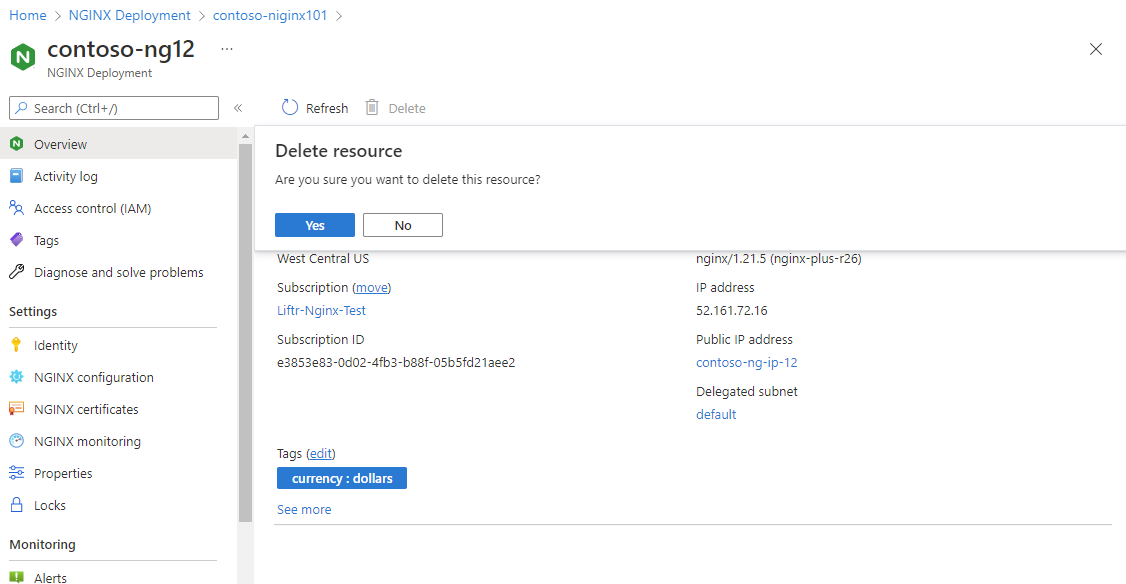 Home > NGINX Deployment > contoso-niginx101 >
contoso-ng12 ...
NGINX Deployment
Search (Ctrl+/)
«
Refresh
Delete
Overview
Activity log
Access control (IAM)
Tags
Diagnose and solve problems
Settings
Identity
NGINX configuration
NGINX certificates
NGINX monitoring
Properties
Locks
Monitoring
Alerts
Delete resource
Are you sure you want to delete this resource?
Yes
No
West Central US
Subscription (move)
Liftr-Nginx-Test
Subscription ID
e3853e83-0d02-4fb3-b88f-05b5fd21aee2
nginx/1.21.5 (nginx-plus-r26)
IP address
52.161.72.16
Public IP address
contoso-ng-ip-12
Delegated subnet
default
Tags (edit)
currency : dollars
See more